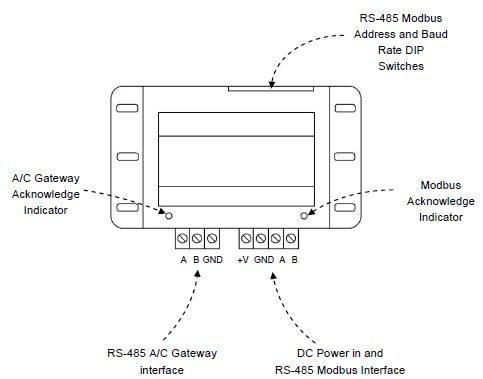 RS-485 Modbus
Address and Baud
Rate DIP
Switches
A/C Gateway
Acknowledge
Indicator
Modbus
Acknowledge
Indicator
A B GND
+V GND A B
RS-485 A/C Gateway
interface
DC Power in and
RS-485 Modbus Interface